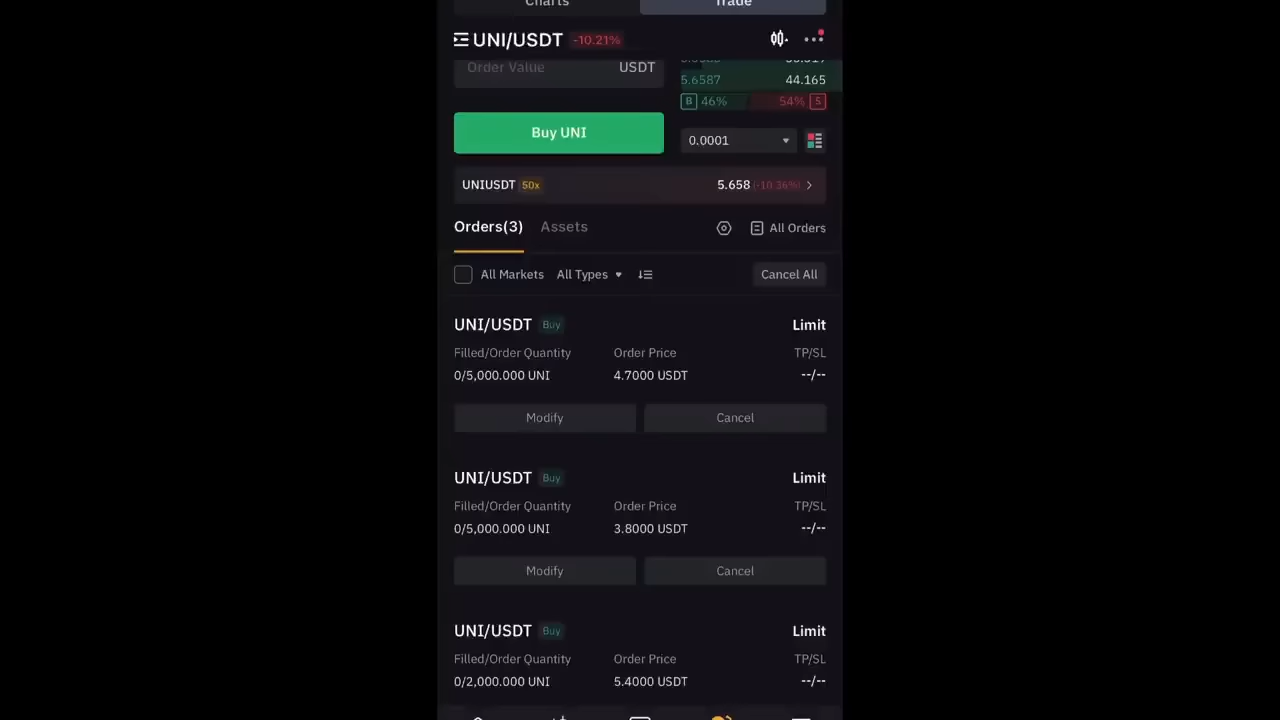 Charts Trade
UNI/USDT -10.21%
Order Value USDT
5.6587 44.165
B 46% 54% S
Buy UNI
0.0001
UNIUSDT 50x 5.658 (-10.36%)
Orders(3) Assets All Orders
All Markets All Types Cancel All
UNI/USDT Buy Limit
Filled/Order Quantity Order Price TP/SL
0/5,000.000 UNI 4.7000 USDT --/--
Modify Cancel
UNI/USDT Buy Limit
Filled/Order Quantity Order Price TP/SL
0/5,000.000 UNI 3.8000 USDT --/--
Modify Cancel
UNI/USDT Buy Limit
Filled/Order Quantity Order Price TP/SL
0/2,000.000 UNI 5.4000 USDT --/--